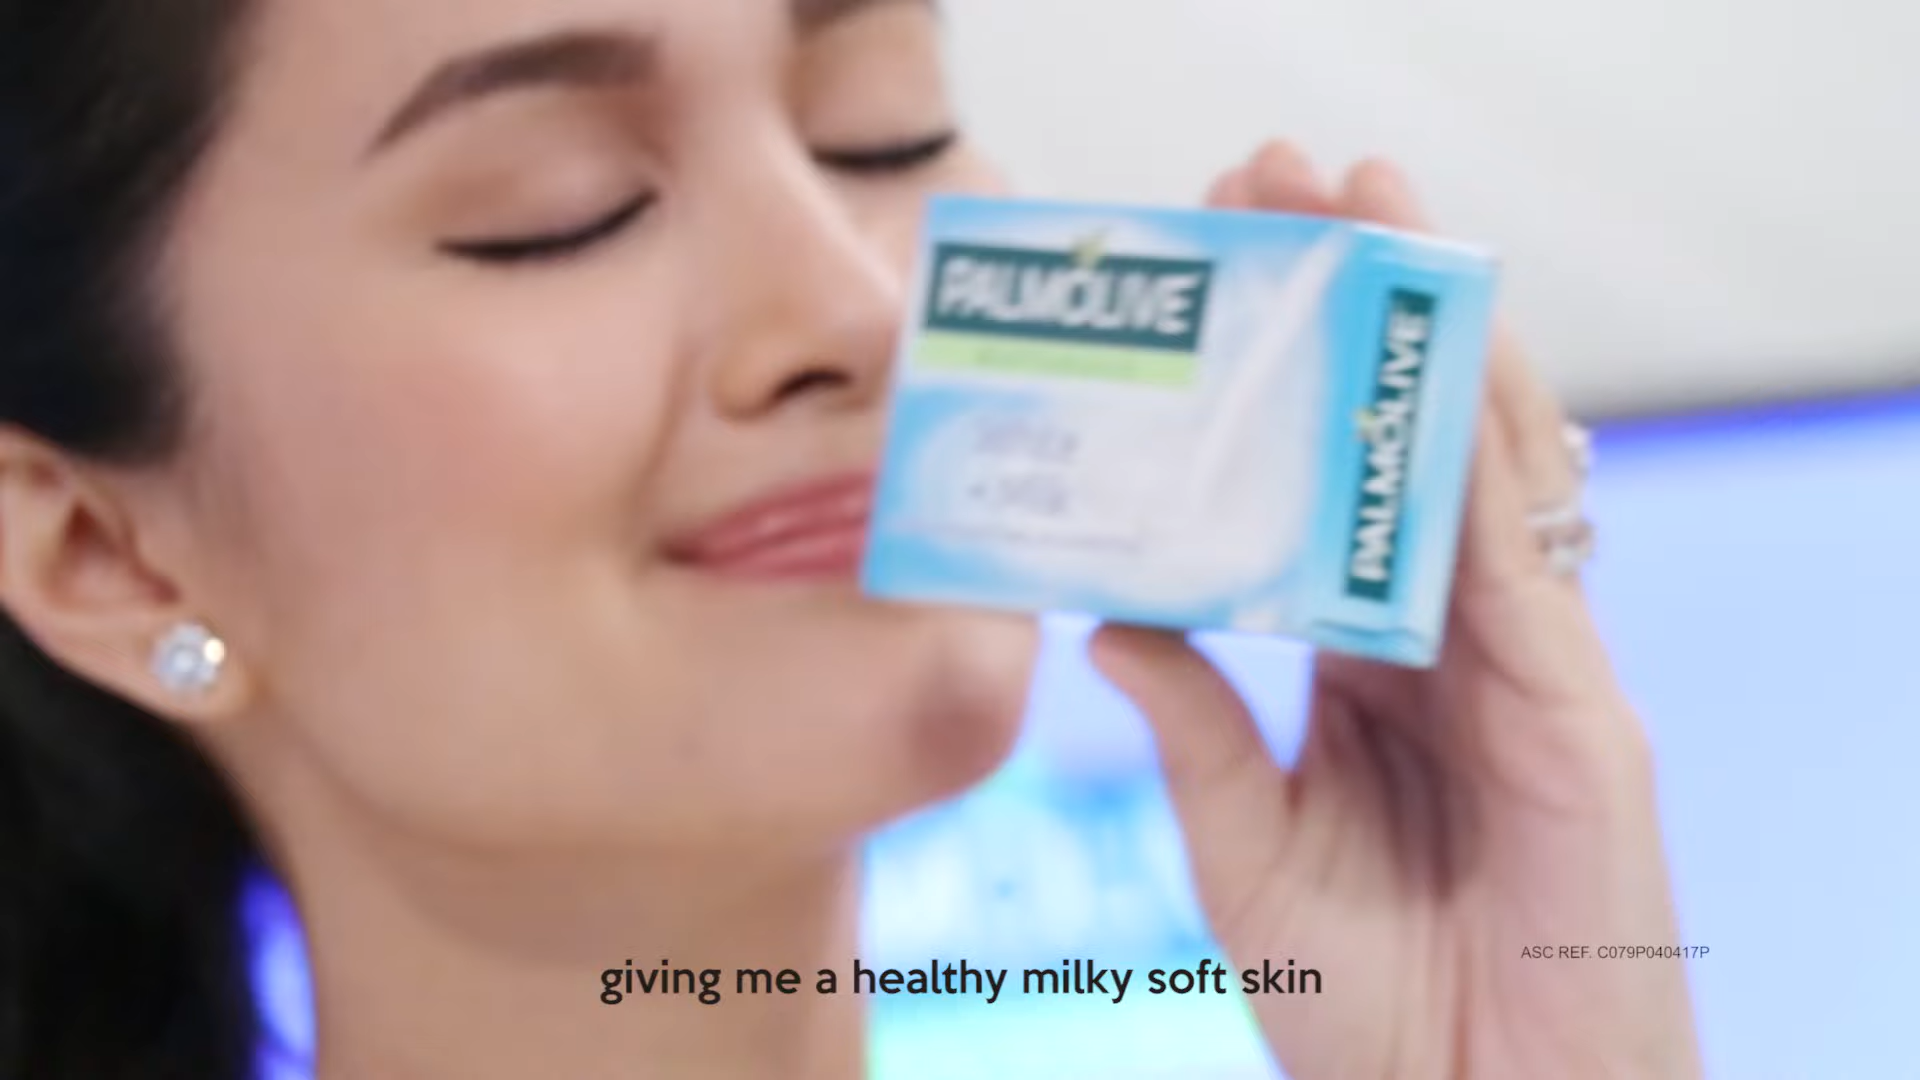 PALMOLIVE
PALMOLIVE
ASC REF. C079P040417P
giving me a healthy milky soft skin